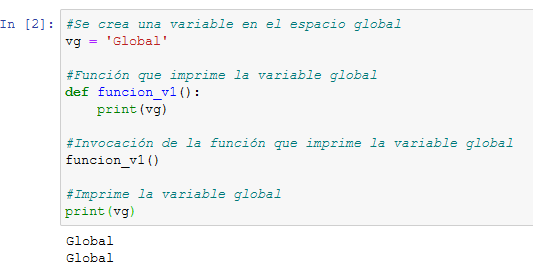 In [2]: #Se crea una variable en el espacio global
vg = 'Global'
#Función que imprime la variable global
def funcion_v1():
    print(vg)
#Invocación de la función que imprime la variable global
funcion_v1()
#Imprime la variable global
print(vg)
Global
Global